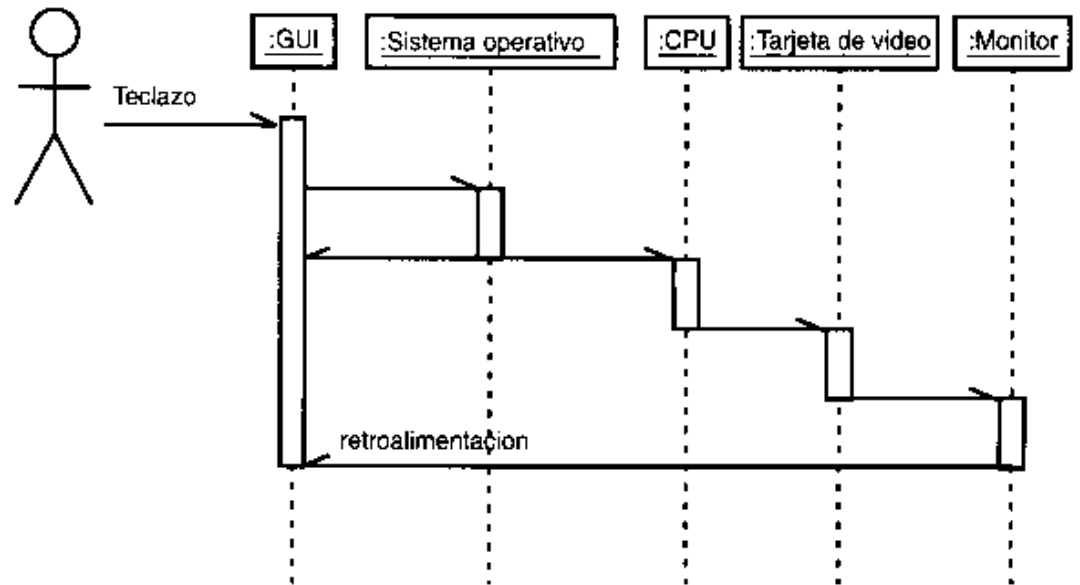 :GUI
:Sistema operativo
:CPU
:Tarjeta de video
:Monitor
Teclazo
retroalimentacion